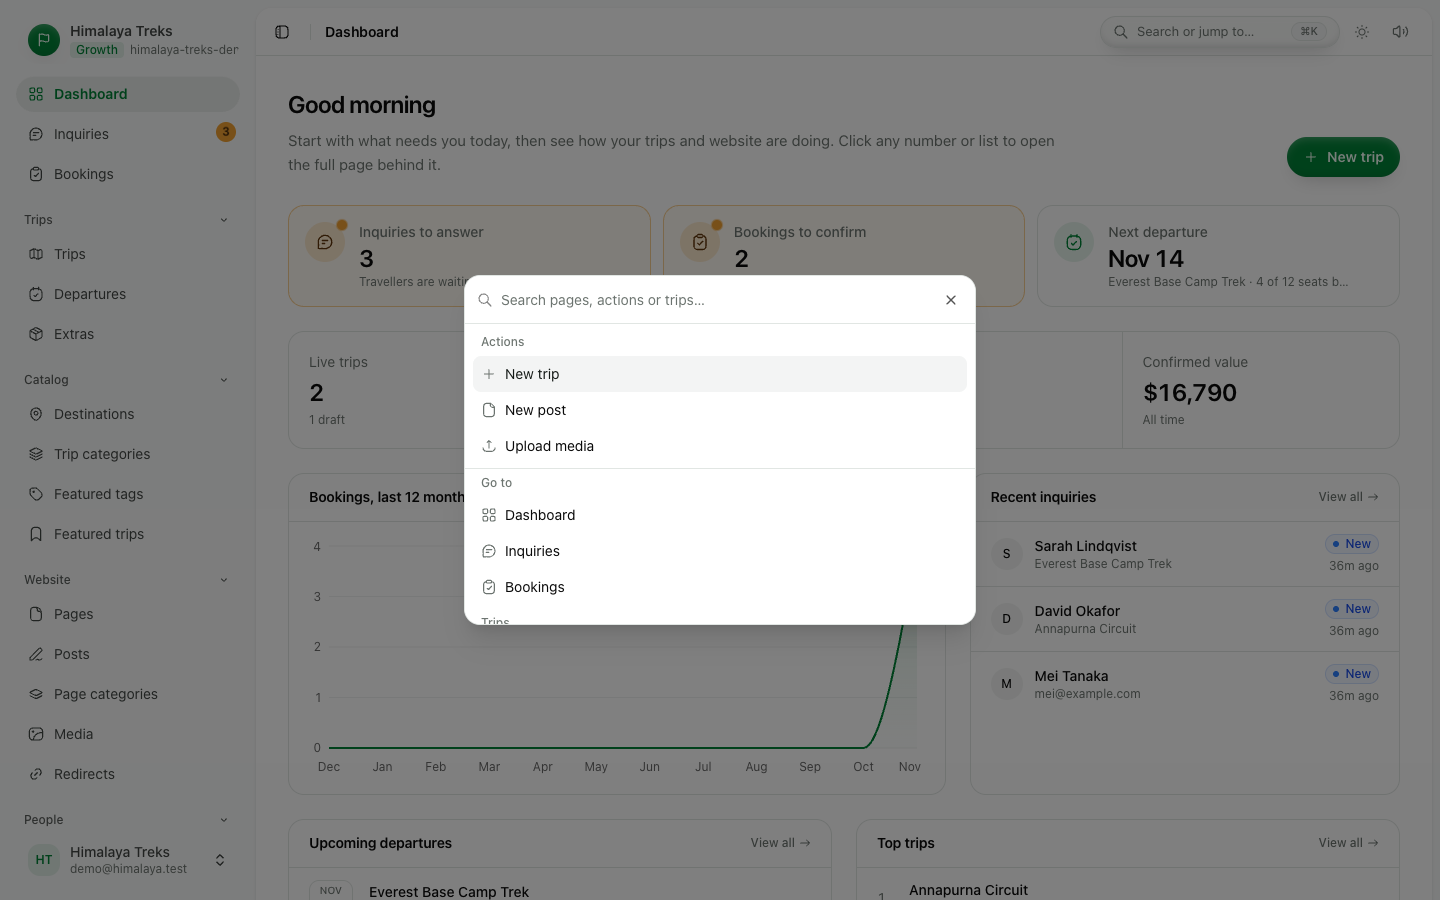 Himalaya Treks
Growth himalaya-treks-der
Dashboard
Inquiries 3
Bookings
Trips
Trips
Departures
Extras
Catalog
Destinations
Trip categories
Featured tags
Featured trips
Website
Pages
Posts
Page categories
Media
Redirects
People
HT
Himalaya Treks
demo@himalaya.test
Dashboard
Search or jump to... ⌘K
Good morning
Start with what needs you today, then see how your trips and website are doing. Click any number or list to open
the full page behind it.
+ New trip
Inquiries to answer
3
Travellers are waitin
Bookings to confirm
2
Next departure
Nov 14
Everest Base Camp Trek · 4 of 12 seats b...
Live trips
2
1 draft
Confirmed value
$16,790
All time
Search pages, actions or trips...
Actions
New trip
New post
Upload media
Go to
Dashboard
Inquiries
Bookings
Trips
Bookings, last 12 month
4
3
2
1
0
Dec Jan Feb Mar Apr May Jun Jul Aug Sep Oct Nov
Recent inquiries
View all →
S
Sarah Lindqvist
Everest Base Camp Trek
New
36m ago
D
David Okafor
Annapurna Circuit
New
36m ago
M
Mei Tanaka
mei@example.com
New
36m ago
Upcoming departures
View all →
NOV
Everest Base Camp Trek
Top trips
View all →
1
Annapurna Circuit